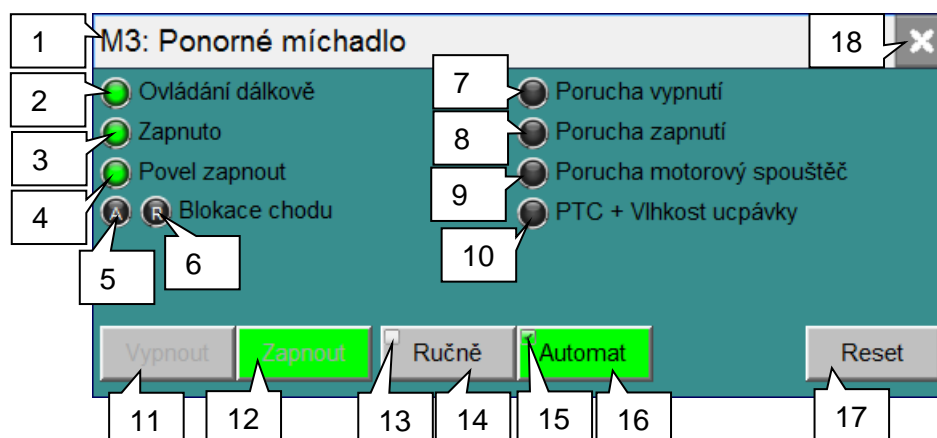 1 M3: Ponorné míchadlo 18
2 Ovládání dálkově 7 Porucha vypnutí
3 Zapnuto 8 Porucha zapnutí
4 Povel zapnout 9 Porucha motorový spouštěč
A R Blokace chodu PTC + Vlhkost ucpávky
5 6 10
Vypnout Zapnout Ručně Automat Reset
11 12 13 14 15 16 17